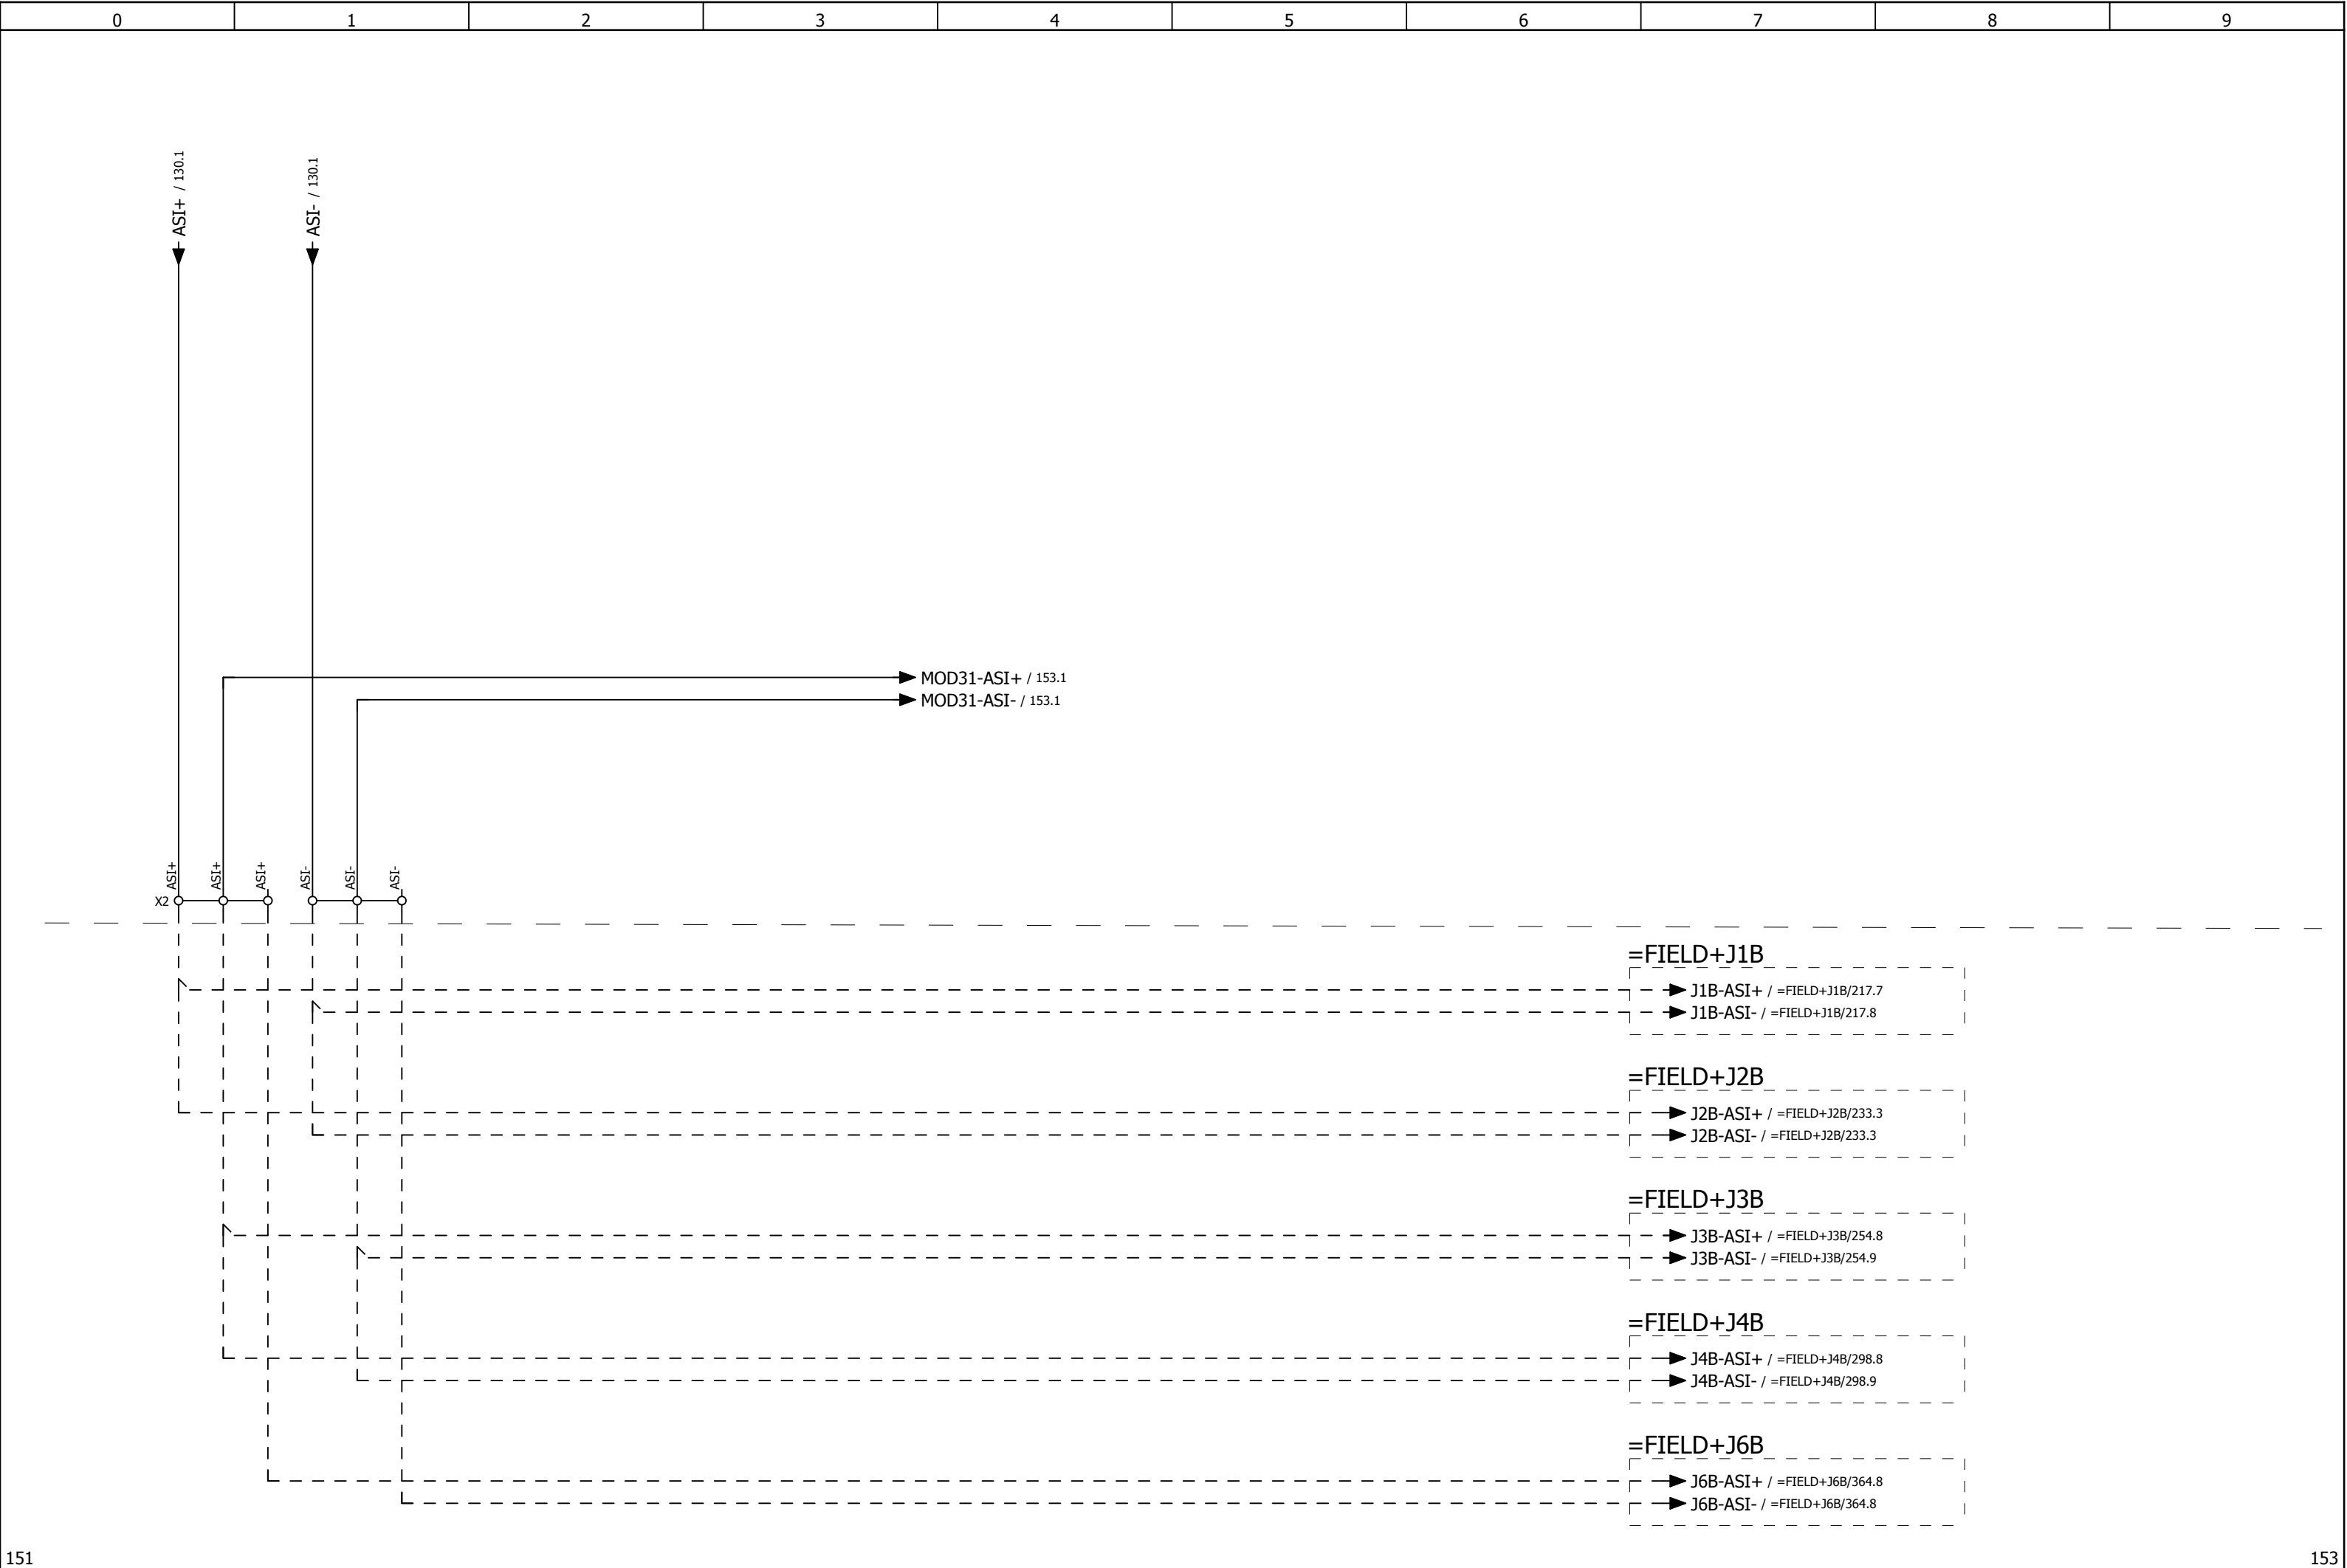 0 1 2 3 4 5 6 7 8 9
ASI+ / 130.1
ASI- / 130.1
MOD31-ASI+ / 153.1
MOD31-ASI- / 153.1
X2 ASI+ ASI+ ASI+ ASI- ASI- ASI-
=FIELD+J1B
J1B-ASI+ / =FIELD+J1B/217.7
J1B-ASI- / =FIELD+J1B/217.8
=FIELD+J2B
J2B-ASI+ / =FIELD+J2B/233.3
J2B-ASI- / =FIELD+J2B/233.3
=FIELD+J3B
J3B-ASI+ / =FIELD+J3B/254.8
J3B-ASI- / =FIELD+J3B/254.9
=FIELD+J4B
J4B-ASI+ / =FIELD+J4B/298.8
J4B-ASI- / =FIELD+J4B/298.9
=FIELD+J6B
J6B-ASI+ / =FIELD+J6B/364.8
J6B-ASI- / =FIELD+J6B/364.8
151 153